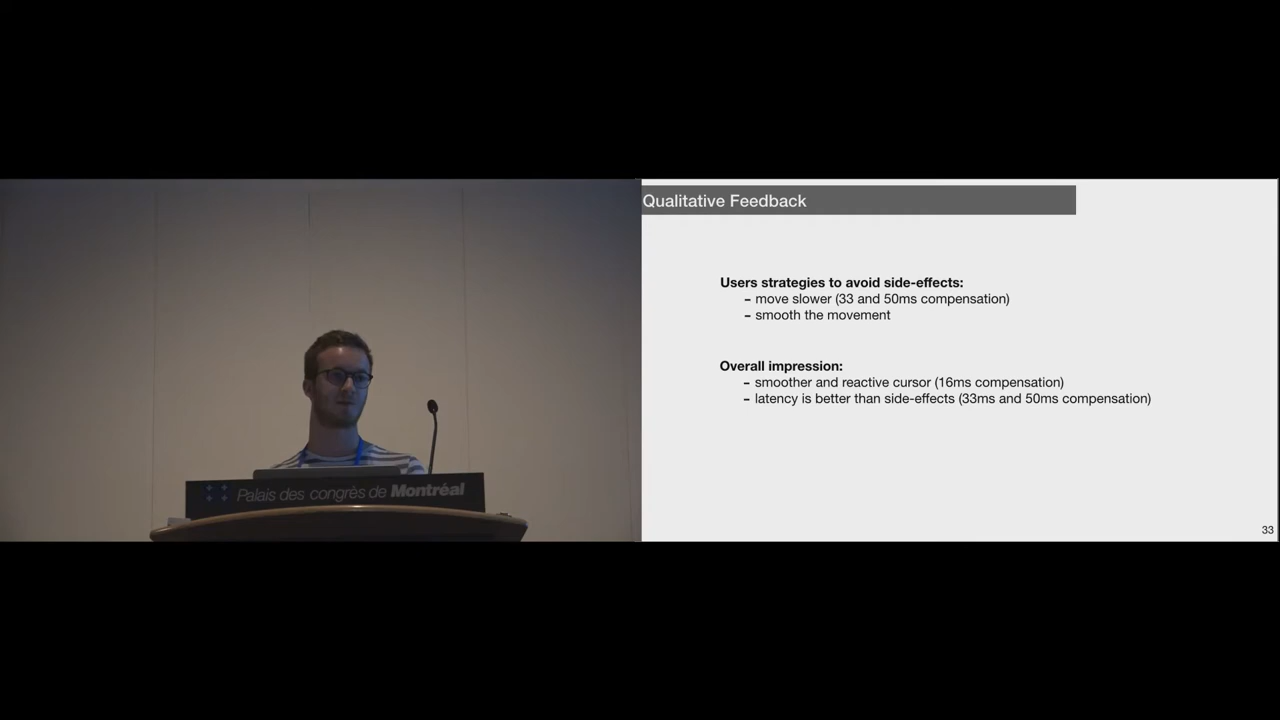 Palais des congrès de Montréal
Qualitative Feedback
Users strategies to avoid side-effects:
– move slower (33 and 50ms compensation)
– smooth the movement
Overall impression:
– smoother and reactive cursor (16ms compensation)
– latency is better than side-effects (33ms and 50ms compensation)
33